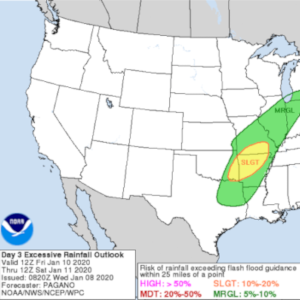 MRGL
SLGT
NOAA
Day 3 Excessive Rainfall Outlook
Valid 12Z Fri Jan 10 2020
Thru 12Z Sat Jan 11 2020
Issued: 0820Z Wed Jan 08 2020
Forecaster: PAGANO
NOAA/NWS/NCEP/WPC
Risk of rainfall exceeding flash flood guidance
within 25 miles of a point
HIGH: > 50% SLGT: 10%-20%
MDT: 20%-50% MRGL: 5%-10%